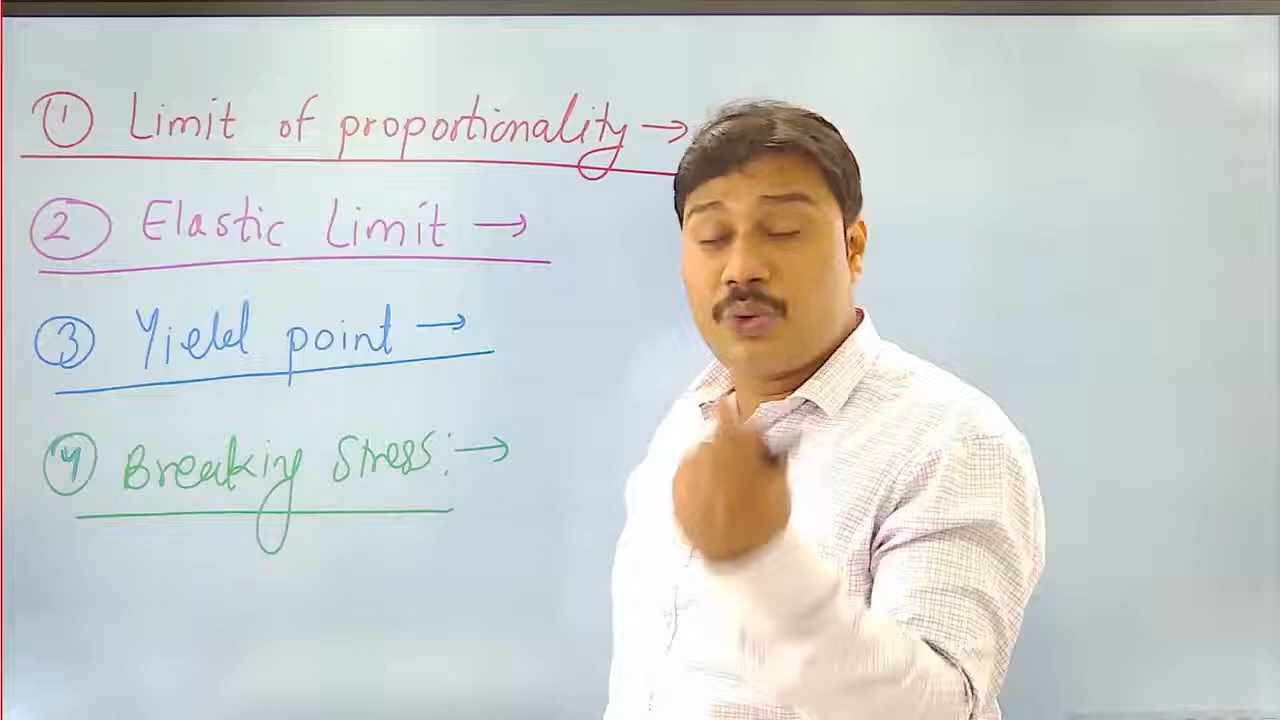 ① Limit of proportionality →
② Elastic Limit →
③ Yield point →
④ Breaking Stress:→